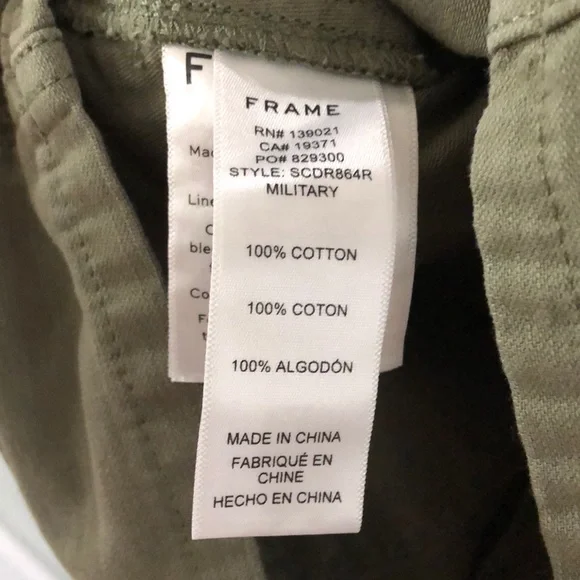 F
FRAME
RN# 139021
CA# 19371
PO# 829300
STYLE: SCDR864R
MILITARY
100% COTTON
100% COTON
100% ALGODÓN
MADE IN CHINA
FABRIQUÉ EN
CHINE
HECHO EN CHINA